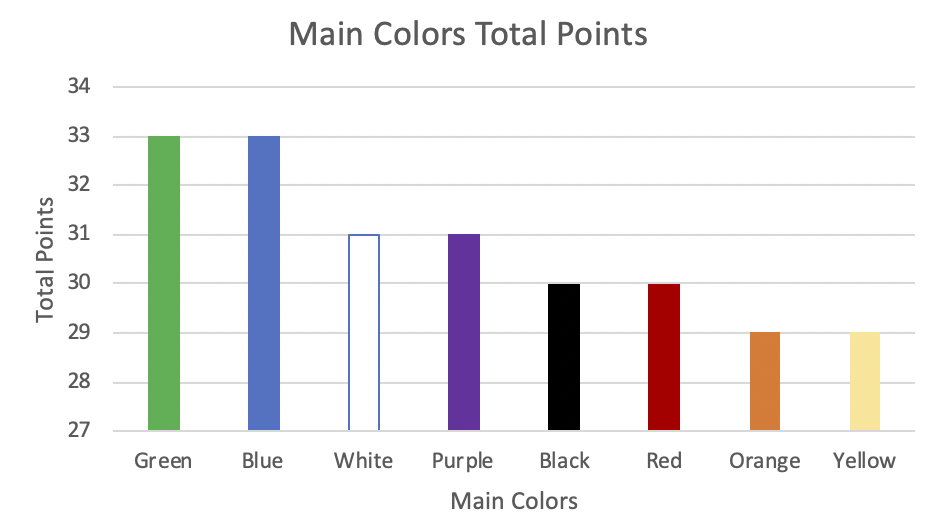 Main Colors Total Points
34
33
32
31
30
29
28
27
Total Points
Green Blue White Purple Black Red Orange Yellow
Main Colors